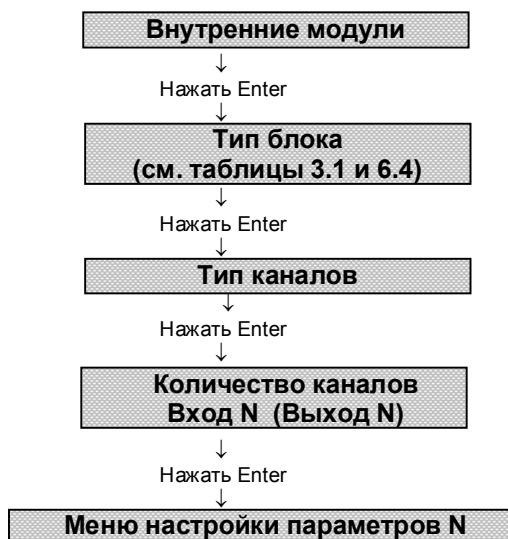 Внутренние модули
↓
Нажать Enter
↓
Тип блока
(см. таблицы 3.1 и 6.4)
↓
Нажать Enter
↓
Тип каналов
↓
Нажать Enter
↓
Количество каналов
Вход N (Выход N)
↓
Нажать Enter
↓
Меню настройки параметров N